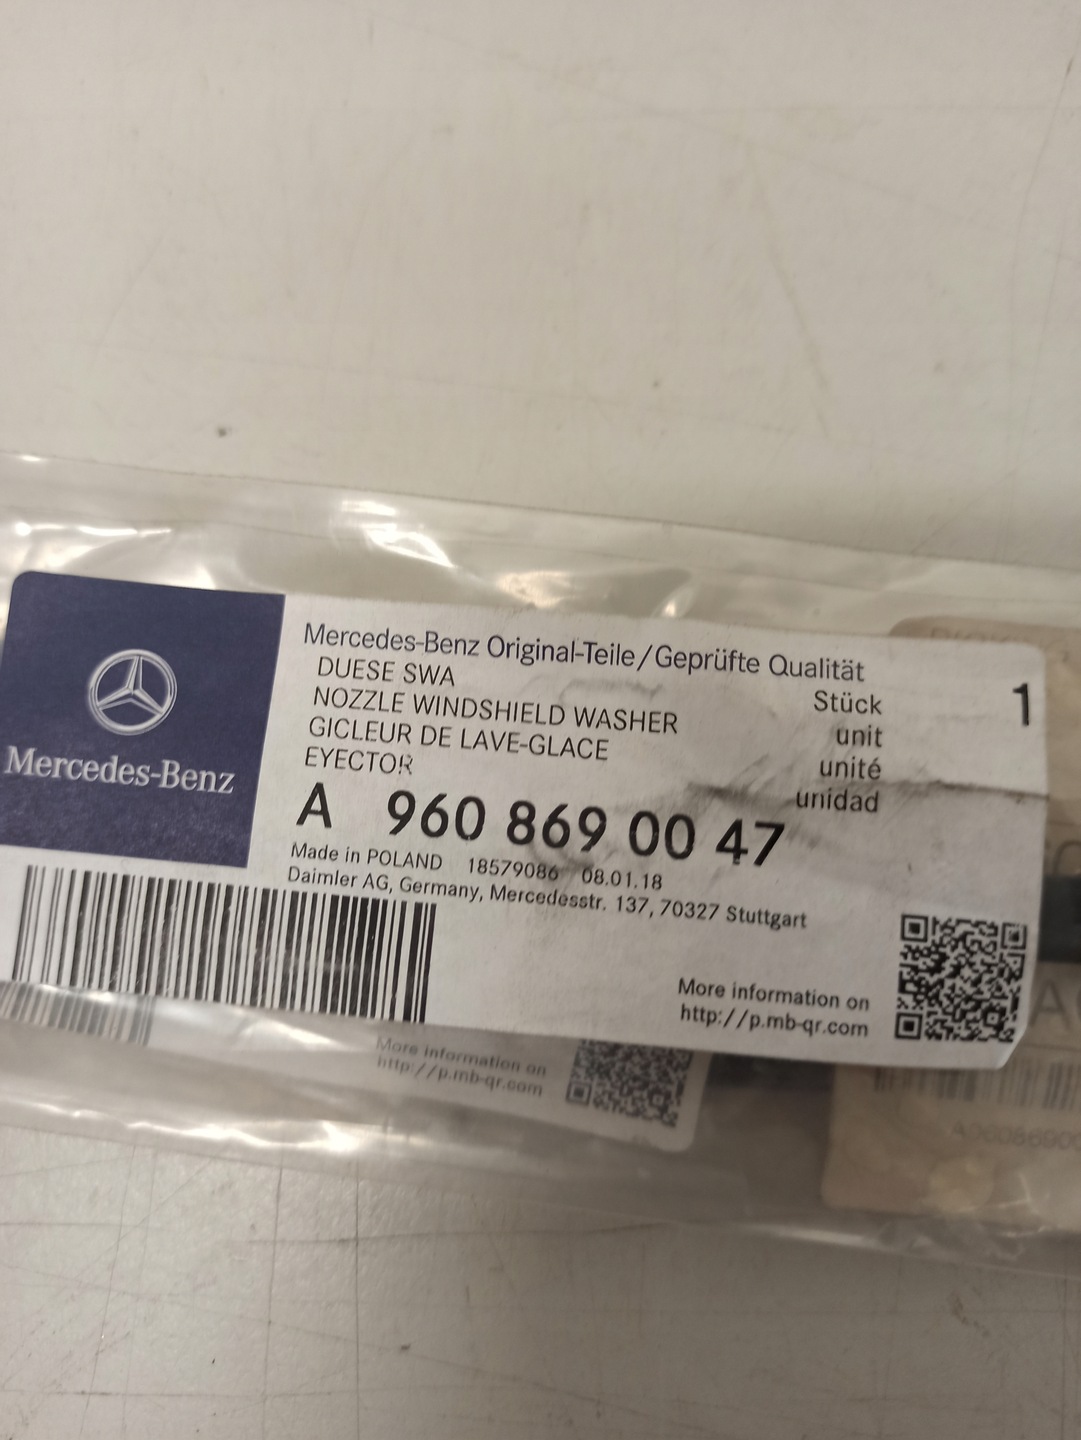 Mercedes-Benz
Mercedes-Benz Original-Teile/Geprüfte Qualität
DUESE SWA
NOZZLE WINDSHIELD WASHER
GICLEUR DE LAVE-GLACE
EYECTOR
Stück 1
unit
unité
unidad
A 960 869 00 47
Made in POLAND 18579086 08.01.18
Daimler AG, Germany, Mercedesstr. 137, 70327 Stuttgart
More information on
http://p.mb-qr.com
More information on
http://p.mb-qr.com